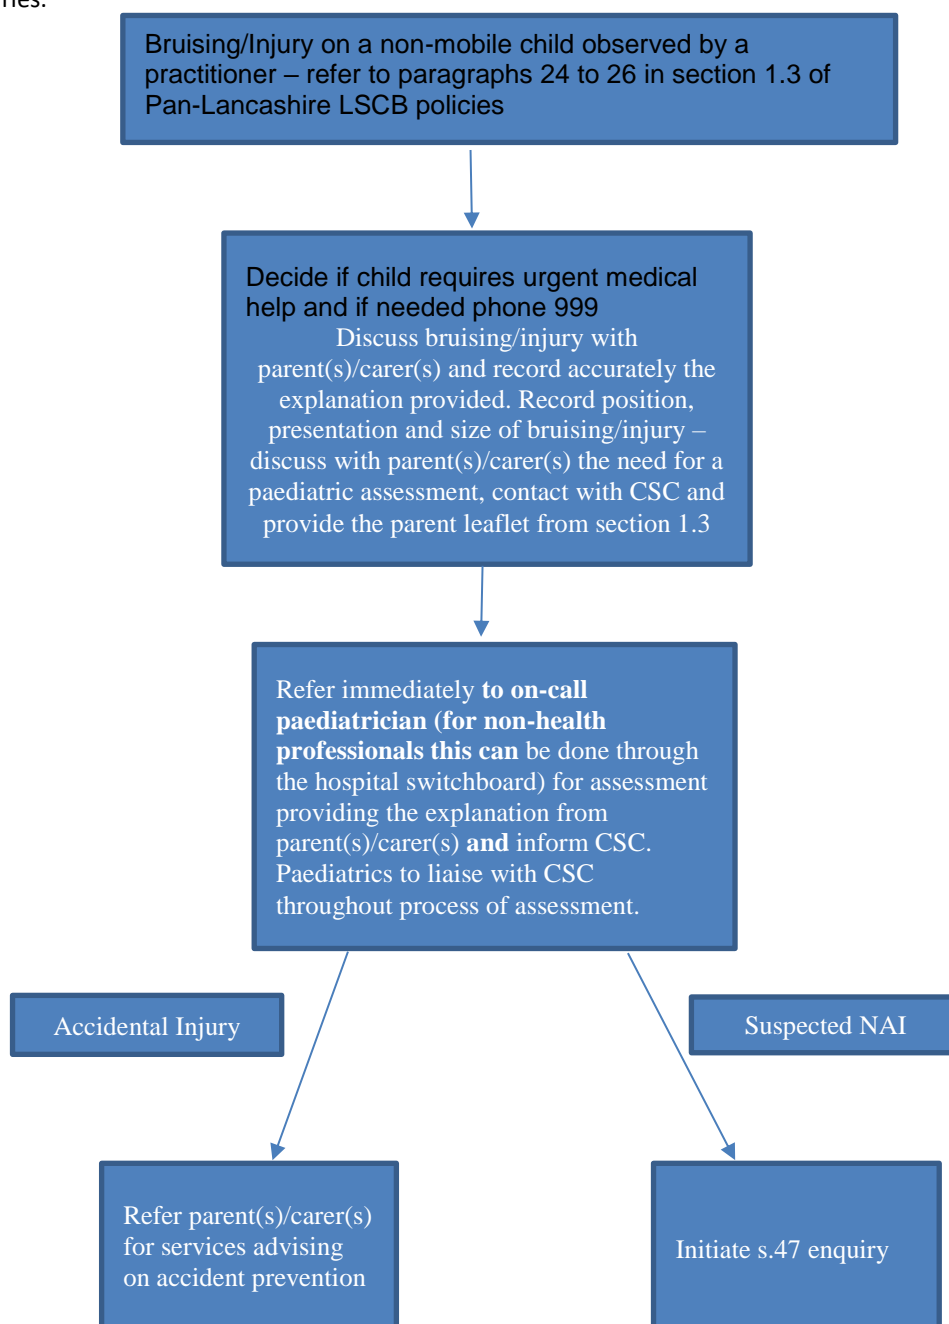 ries.
Bruising/Injury on a non-mobile child observed by a
practitioner – refer to paragraphs 24 to 26 in section 1.3 of
Pan-Lancashire LSCB policies
Decide if child requires urgent medical
help and if needed phone 999
Discuss bruising/injury with
parent(s)/carer(s) and record accurately the
explanation provided. Record position,
presentation and size of bruising/injury –
discuss with parent(s)/carer(s) the need for a
paediatric assessment, contact with CSC and
provide the parent leaflet from section 1.3
Refer immediately to on-call
paediatrician (for non-health
professionals this can be done through
the hospital switchboard) for assessment
providing the explanation from
parent(s)/carer(s) and inform CSC.
Paediatrics to liaise with CSC
throughout process of assessment.
Accidental Injury
Suspected NAI
Refer parent(s)/carer(s)
for services advising
on accident prevention
Initiate s.47 enquiry